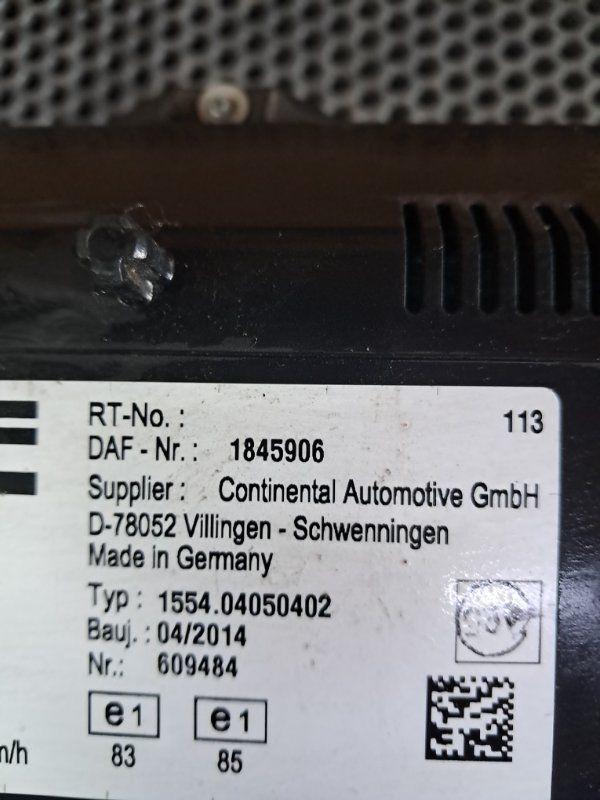 RT-No. : 113
DAF - Nr. : 1845906
Supplier : Continental Automotive GmbH
D-78052 Villingen - Schwenningen
Made in Germany
Typ : 1554.04050402
Bauj. : 04/2014
Nr.: 609484
e1 e1
m/h 83 85